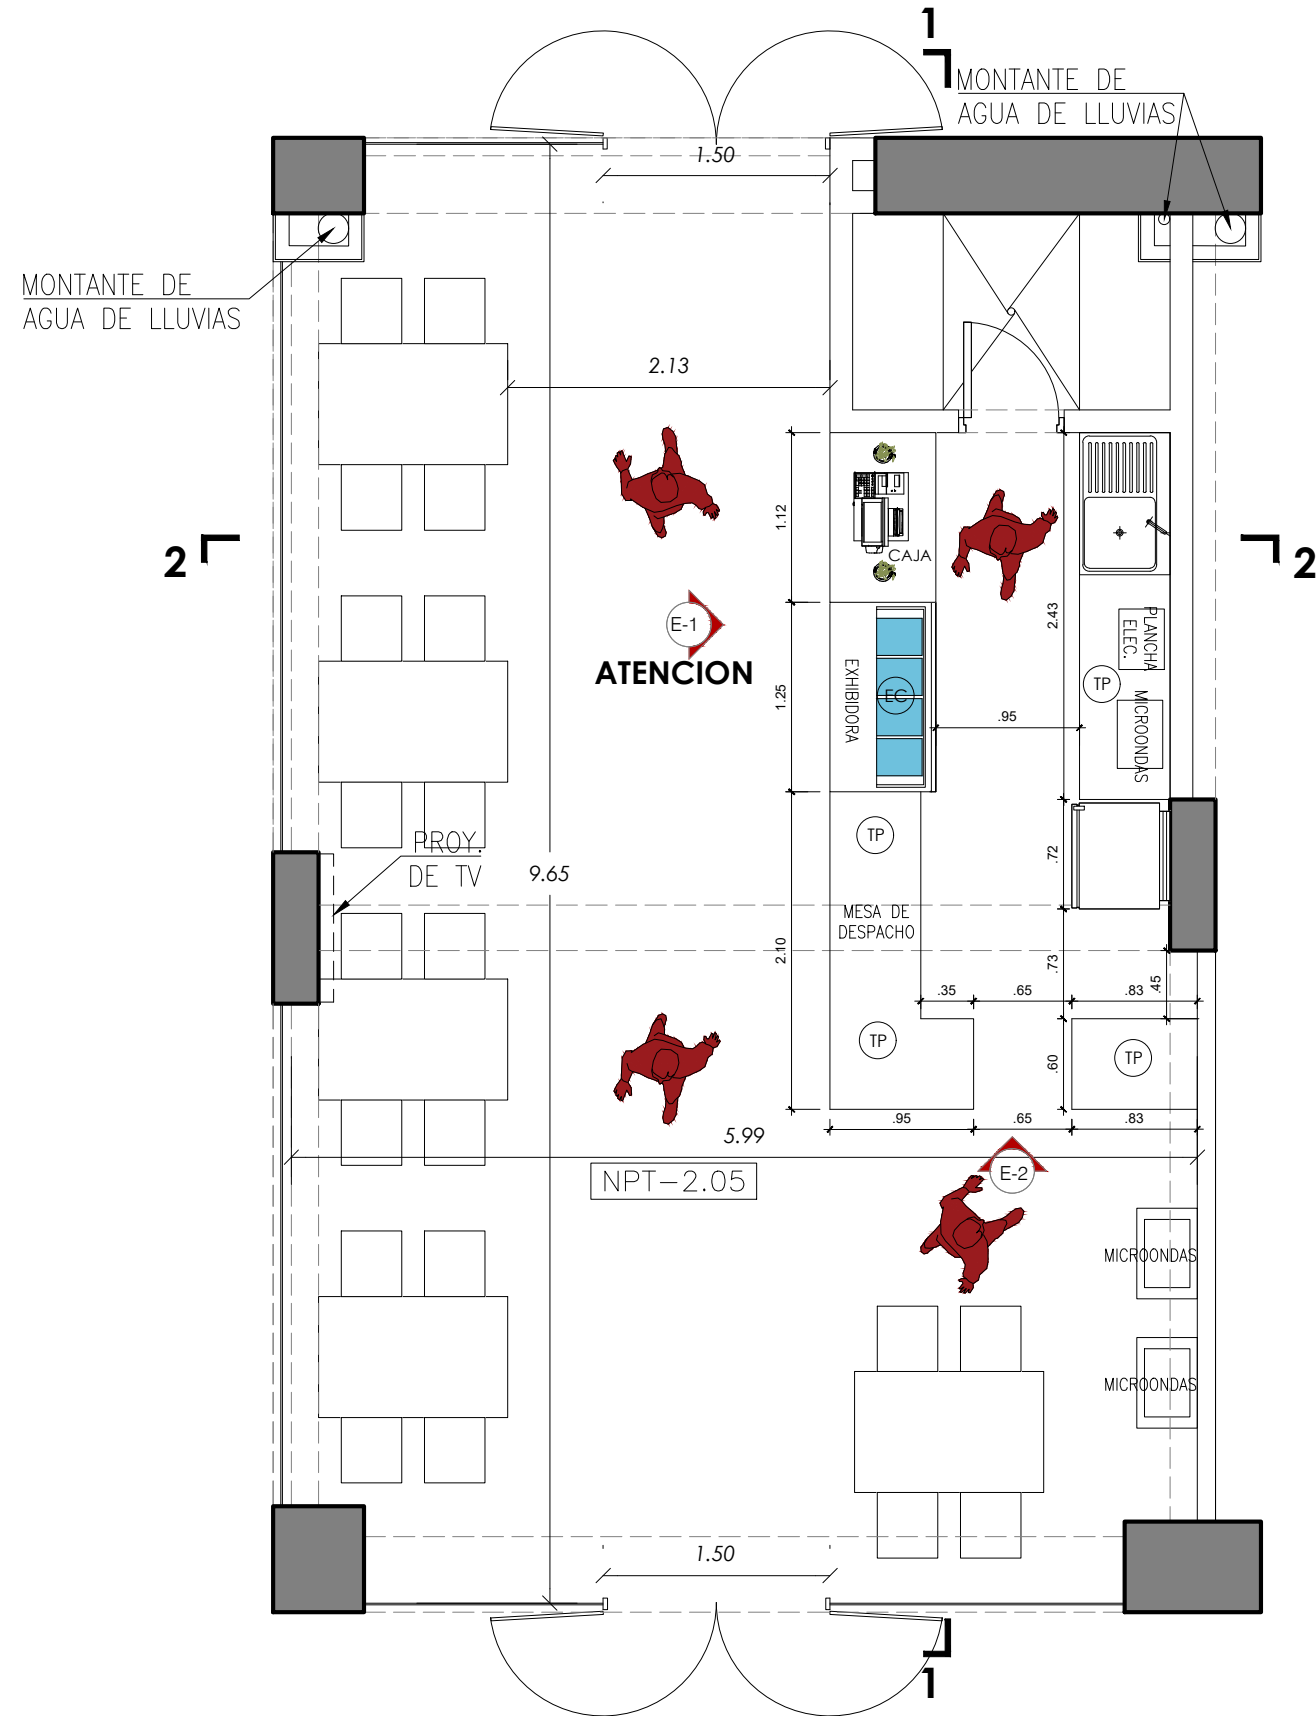 1
MONTANTE DE
AGUA DE LLUVIAS
1.50
MONTANTE DE
AGUA DE LLUVIAS
2.13
1.12
CAJA
2
2
E-1
ATENCION
2.43
PLANCHA
ELEC.
TP
MICROONDAS
EXHIBIDORA
EC
1.25
.95
PROY.
DE TV
9.65
TP
.72
MESA DE
DESPACHO
2.10
.73
.45
.35
.65
.83
TP
TP
.60
.95
.65
.83
5.99
NPT-2.05
E-2
MICROONDAS
MICROONDAS
1.50
1